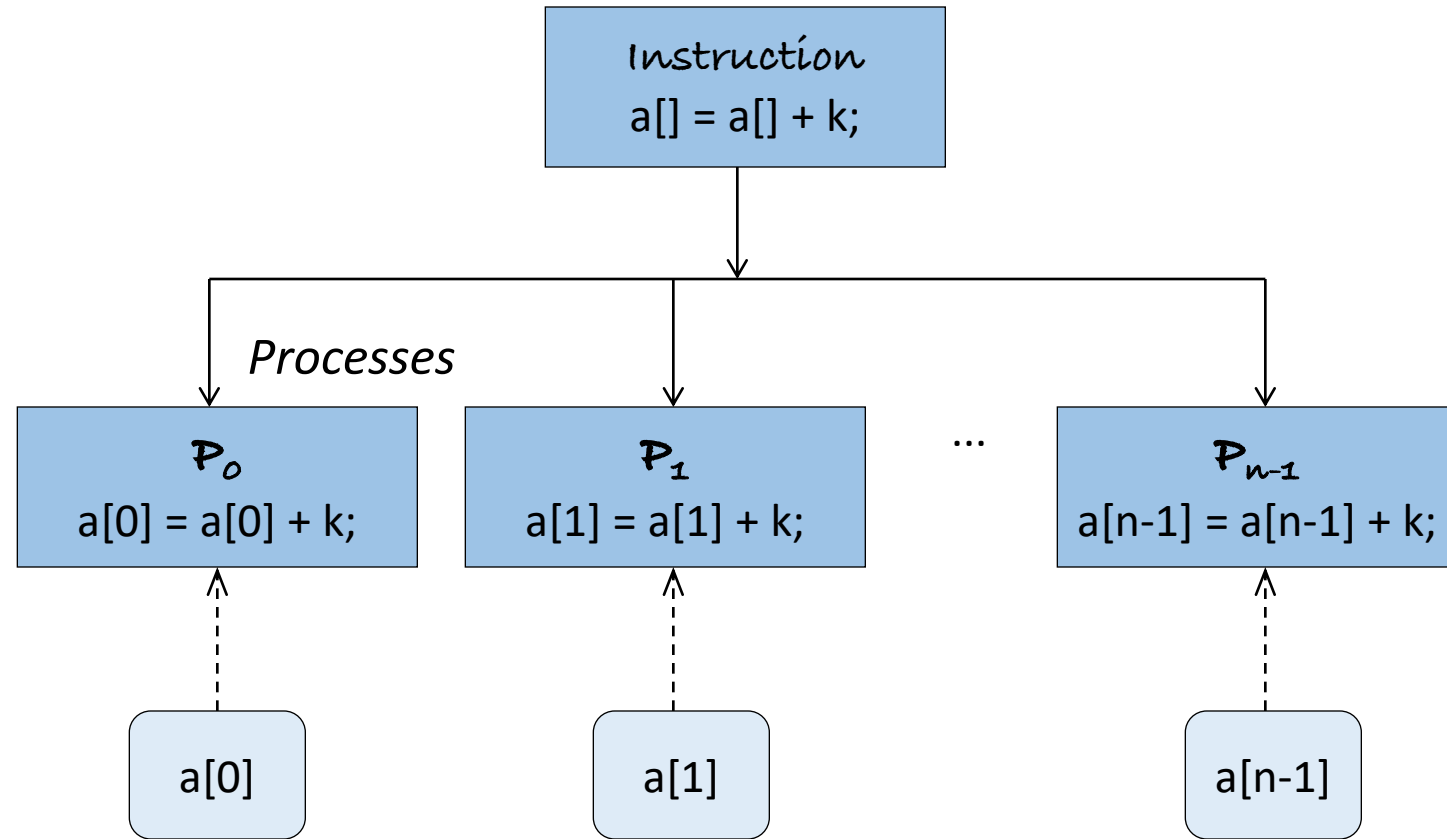 Instruction
a[] = a[] + k;
Processes
P₀
a[0] = a[0] + k;
P₁
a[1] = a[1] + k;
...
Pₙ₋₁
a[n-1] = a[n-1] + k;
a[0]
a[1]
a[n-1]